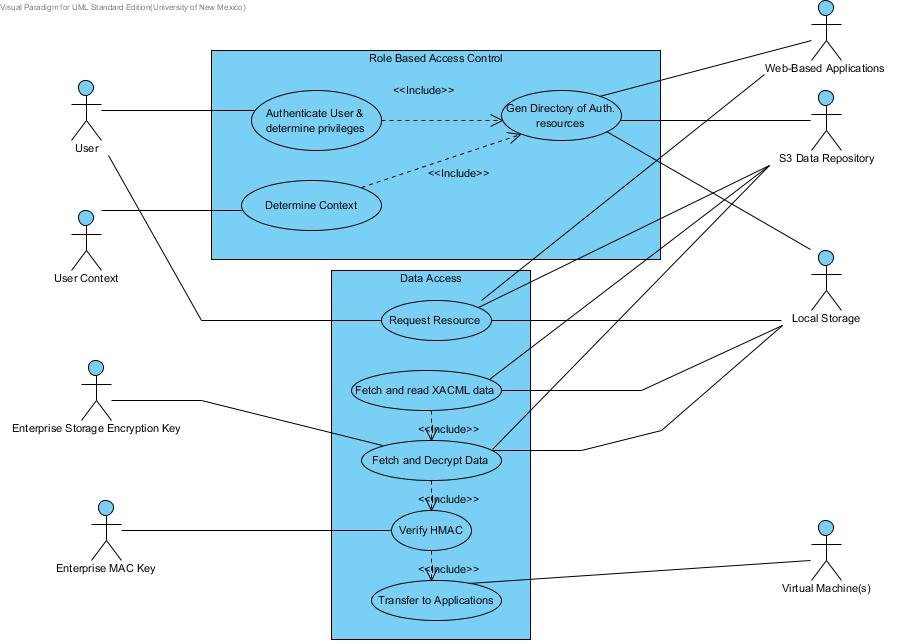 Visual Paradigm for UML Standard Edition(University of New Mexico)
Role Based Access Control
Web-Based Applications
<<Include>>
Gen Directory of Auth.
resources
Authenticate User &
determine privileges
User
S3 Data Repository
<<Include>>
Determine Context
User Context
Data Access
Request Resource
Local Storage
Fetch and read XACML data
Enterprise Storage Encryption Key
<<Include>>
Fetch and Decrypt Data
<<Include>>
Verify HMAC
Enterprise MAC Key
<<Include>>
Virtual Machine(s)
Transfer to Applications